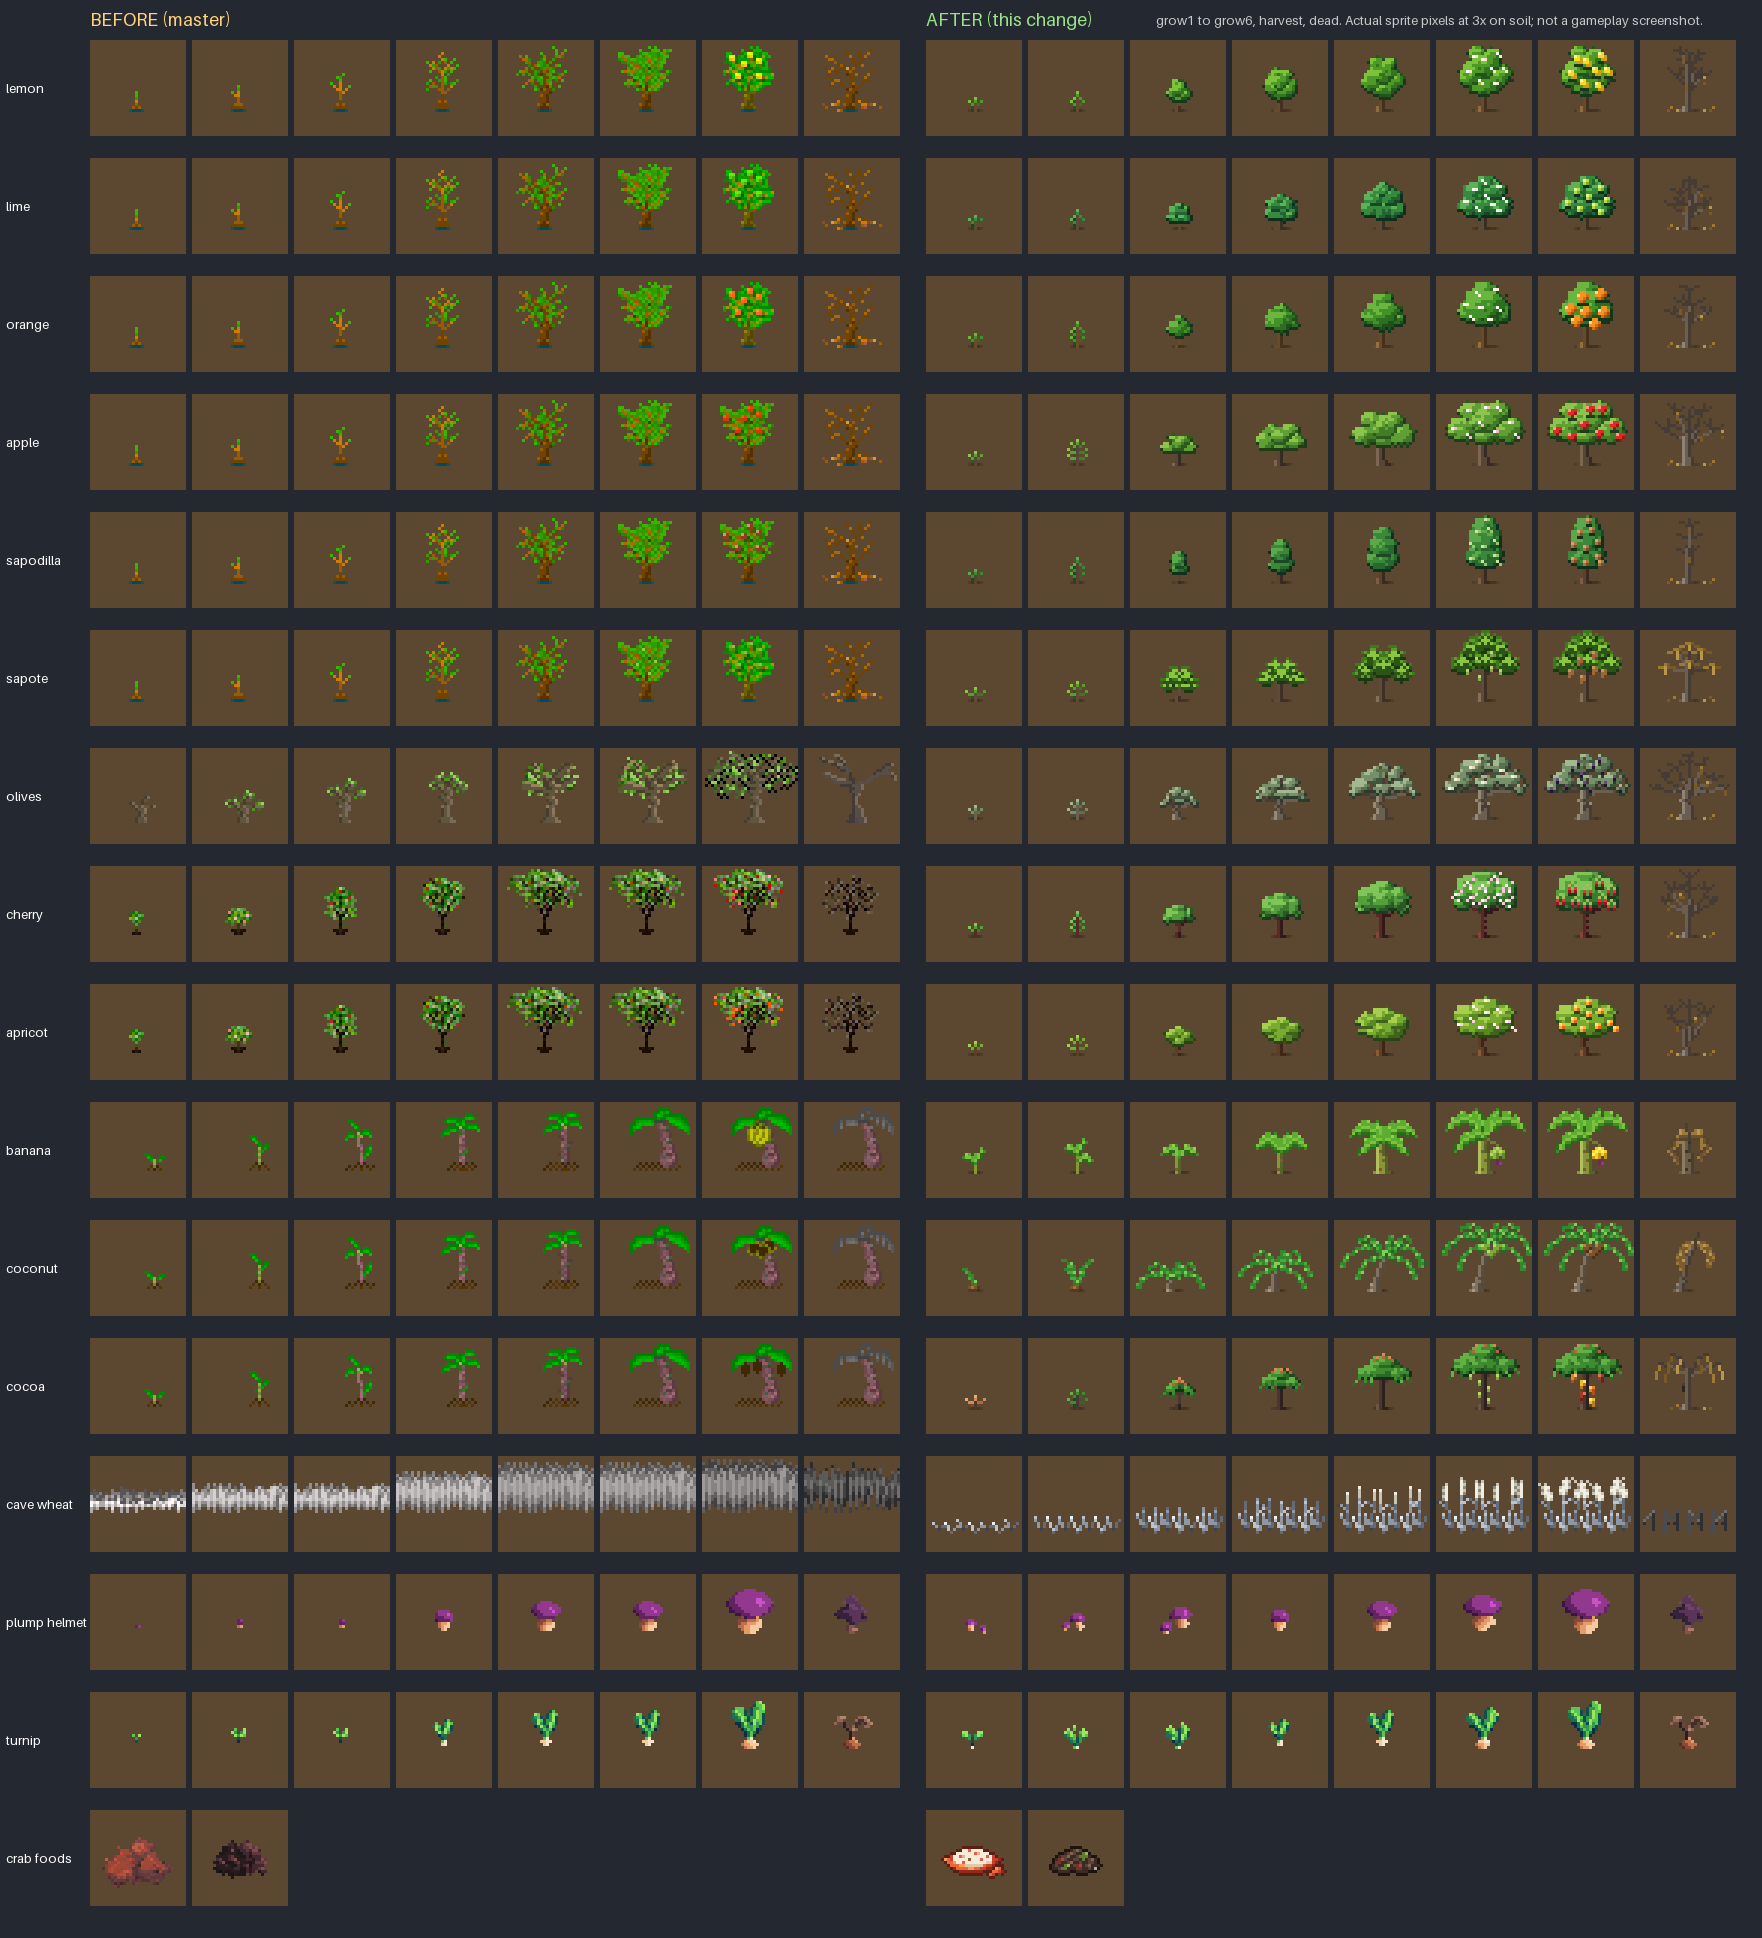 BEFORE (master)
AFTER (this change)
grow1 to grow6, harvest, dead. Actual sprite pixels at 3x on soil; not a gameplay screenshot.
lemon
lime
orange
apple
sapodilla
sapote
olives
cherry
apricot
banana
coconut
cocoa
cave wheat
plump helmet
turnip
crab foods